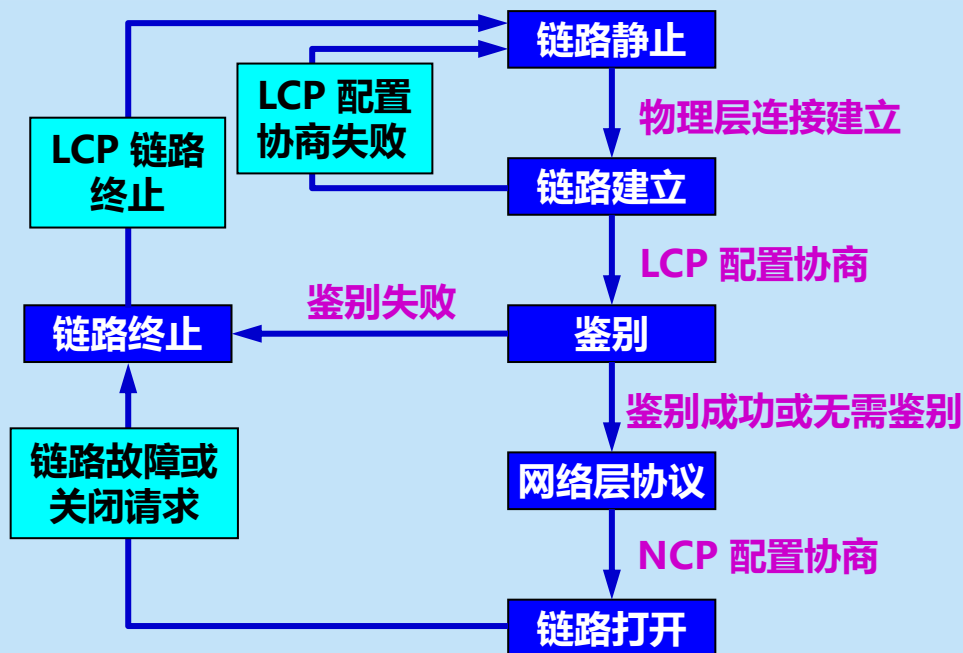 链路静止
LCP 配置
协商失败
物理层连接建立
LCP 链路
终止
链路建立
LCP 配置协商
鉴别失败
链路终止
鉴别
鉴别成功或无需鉴别
链路故障或
关闭请求
网络层协议
NCP 配置协商
链路打开